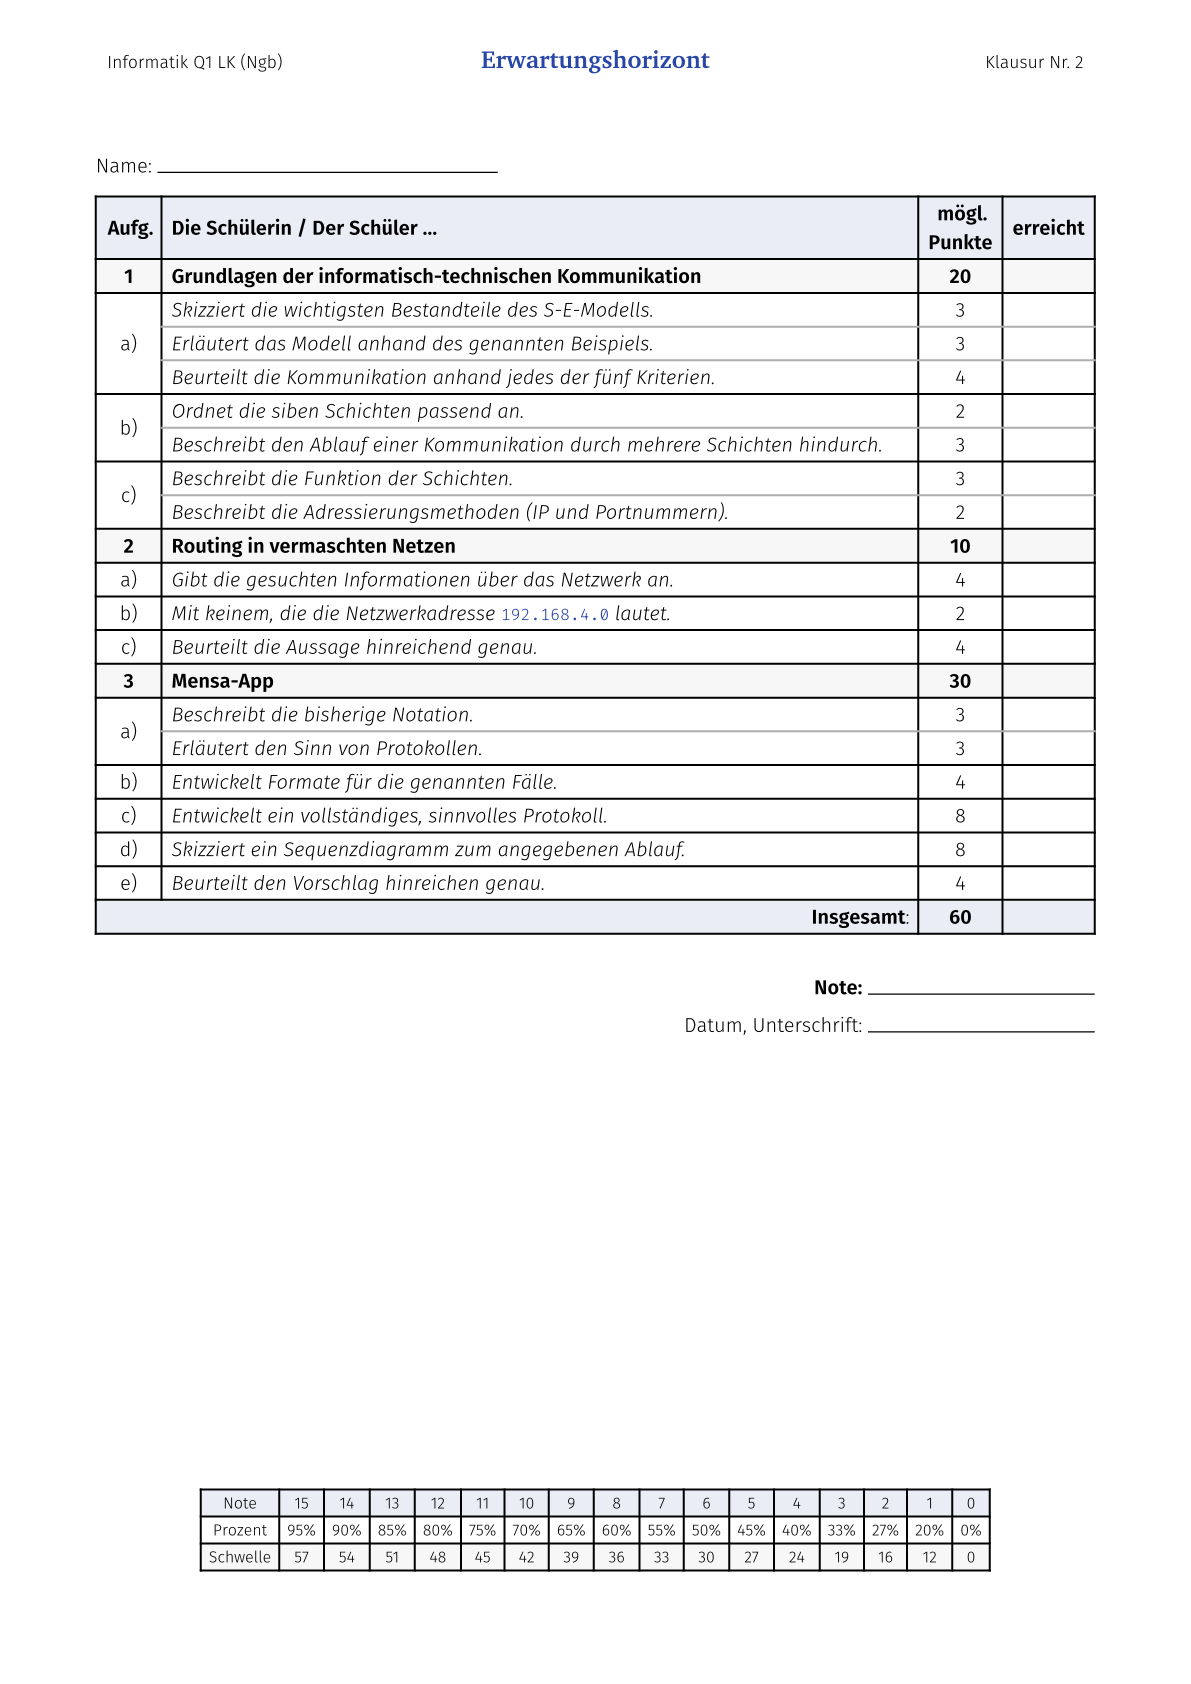 Informatik Q1 LK (Ngb) Erwartungshorizont Klausur Nr. 2
Name:
Aufg. Die Schülerin / Der Schüler ... mögl. Punkte erreicht
1 Grundlagen der informatisch-technischen Kommunikation 20
a) Skizziert die wichtigsten Bestandteile des S-E-Modells. 3
Erläutert das Modell anhand des genannten Beispiels. 3
Beurteilt die Kommunikation anhand jedes der fünf Kriterien. 4
b) Ordnet die siben Schichten passend an. 2
Beschreibt den Ablauf einer Kommunikation durch mehrere Schichten hindurch. 3
c) Beschreibt die Funktion der Schichten. 3
Beschreibt die Adressierungsmethoden (IP und Portnummern). 2
2 Routing in vermaschten Netzen 10
a) Gibt die gesuchten Informationen über das Netzwerk an. 4
b) Mit keinem, die die Netzwerkadresse 192.168.4.0 lautet. 2
c) Beurteilt die Aussage hinreichend genau. 4
3 Mensa-App 30
a) Beschreibt die bisherige Notation. 3
Erläutert den Sinn von Protokollen. 3
b) Entwickelt Formate für die genannten Fälle. 4
c) Entwickelt ein vollständiges, sinnvolles Protokoll. 8
d) Skizziert ein Sequenzdiagramm zum angegebenen Ablauf. 8
e) Beurteilt den Vorschlag hinreichen genau. 4
Insgesamt: 60
Note:
Datum, Unterschrift:
Note 15 14 13 12 11 10 9 8 7 6 5 4 3 2 1 0
Prozent 95% 90% 85% 80% 75% 70% 65% 60% 55% 50% 45% 40% 33% 27% 20% 0%
Schwelle 57 54 51 48 45 42 39 36 33 30 27 24 19 16 12 0